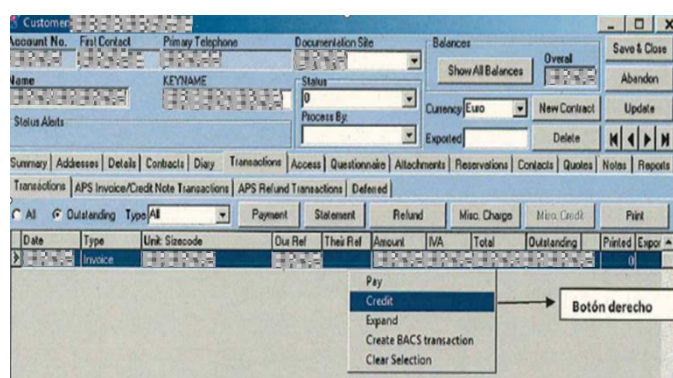 Customer
Account No. First Contact Primary Telephone Documentation Site Balances
Show All Balances Overall Save & Close
Name KEYNAME Status Abandon
0 Currency Euro New Contract Update
Status Alerts Process By: Exported Delete
Summary Addresses Details Contracts Diary Transactions Access Questionnaire Attachments Reservations Contacts Quotes Notes Reports
Transactions APS Invoice/Credit Note Transactions APS Refund Transactions Deferred
All Outstanding Type All Payment Statement Refund Misc. Charge Misc. Credit Print
Date Type Unit: Sizecode Our Ref Their Ref Amount IVA Total Outstanding Printed Expor
Invoice 0
Pay
Credit Botón derecho
Expand
Create BACS transaction
Clear Selection